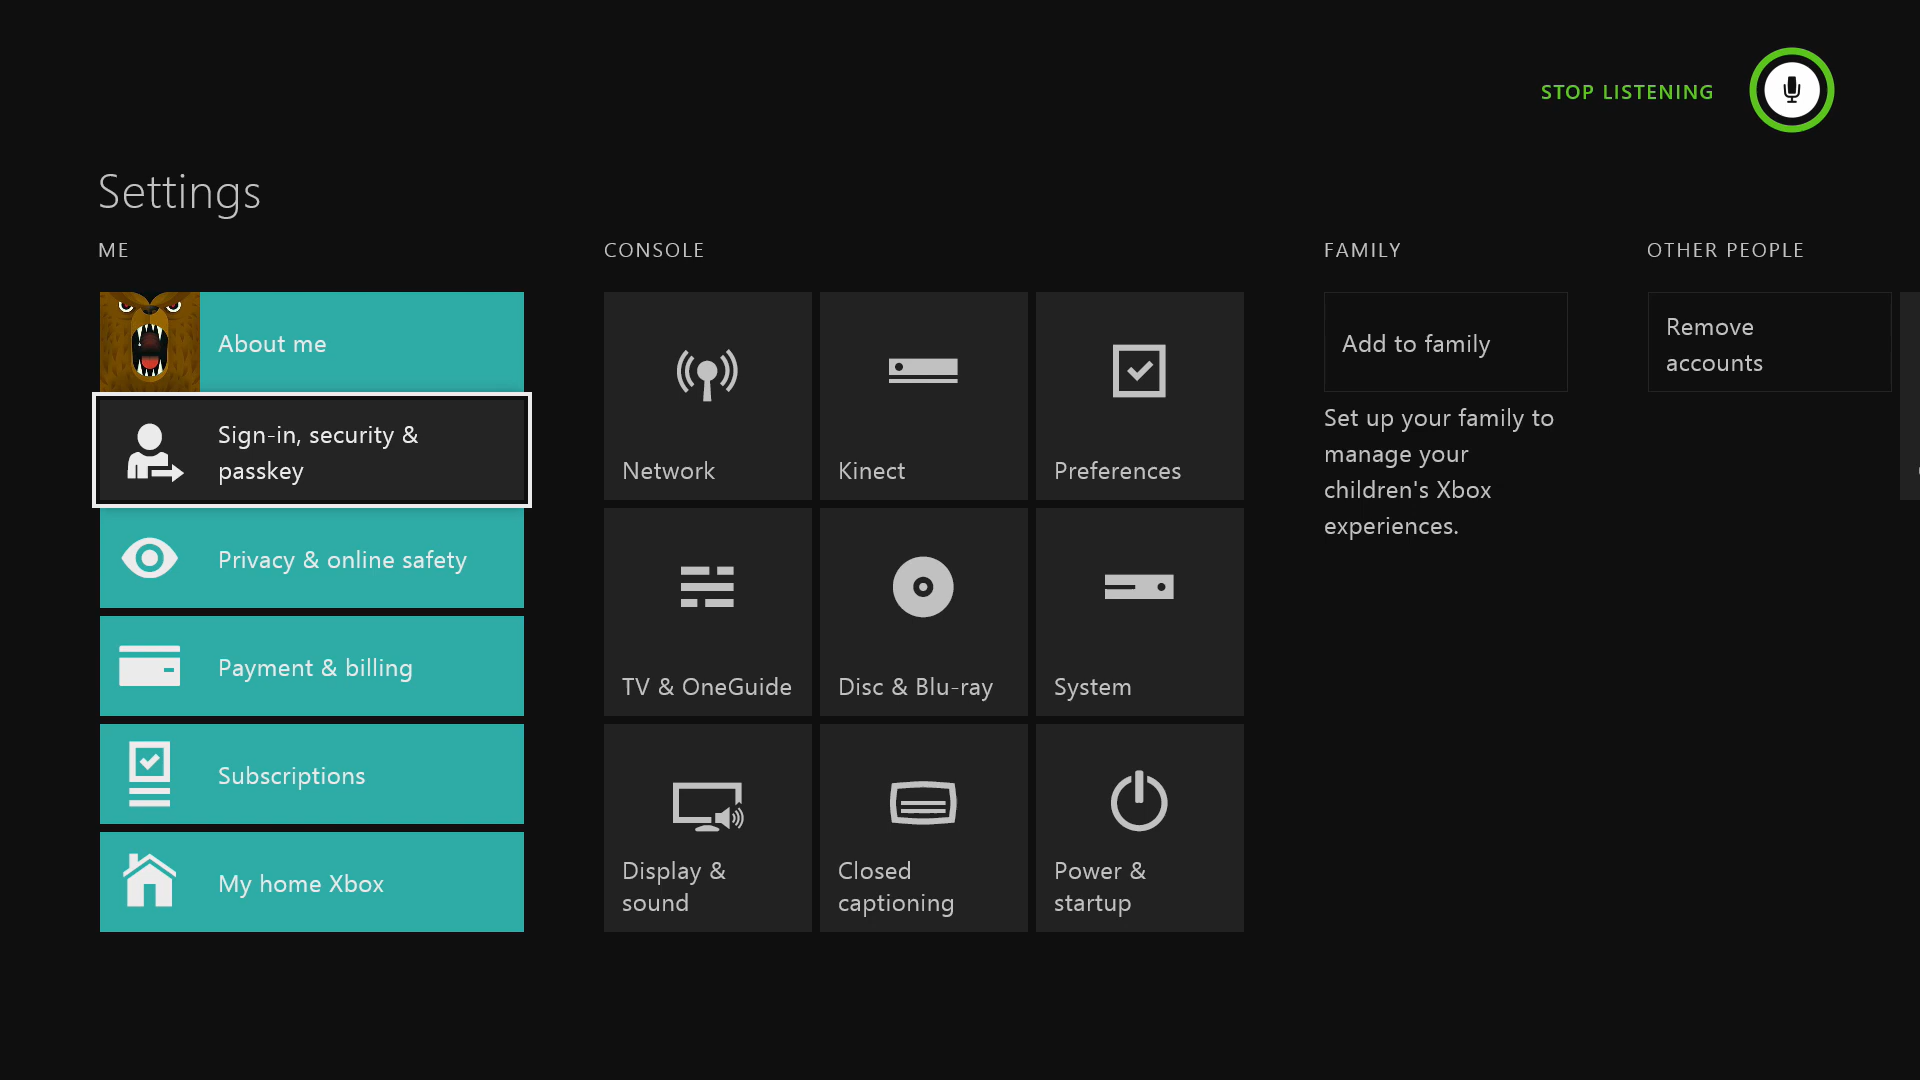 STOP LISTENING
Settings
ME
About me
Sign-in, security &
passkey
Privacy & online safety
Payment & billing
Subscriptions
My home Xbox
CONSOLE
Network
Kinect
Preferences
TV & OneGuide
Disc & Blu-ray
System
Display &
sound
Closed
captioning
Power &
startup
FAMILY
Add to family
Set up your family to
manage your
children's Xbox
experiences.
OTHER PEOPLE
Remove
accounts